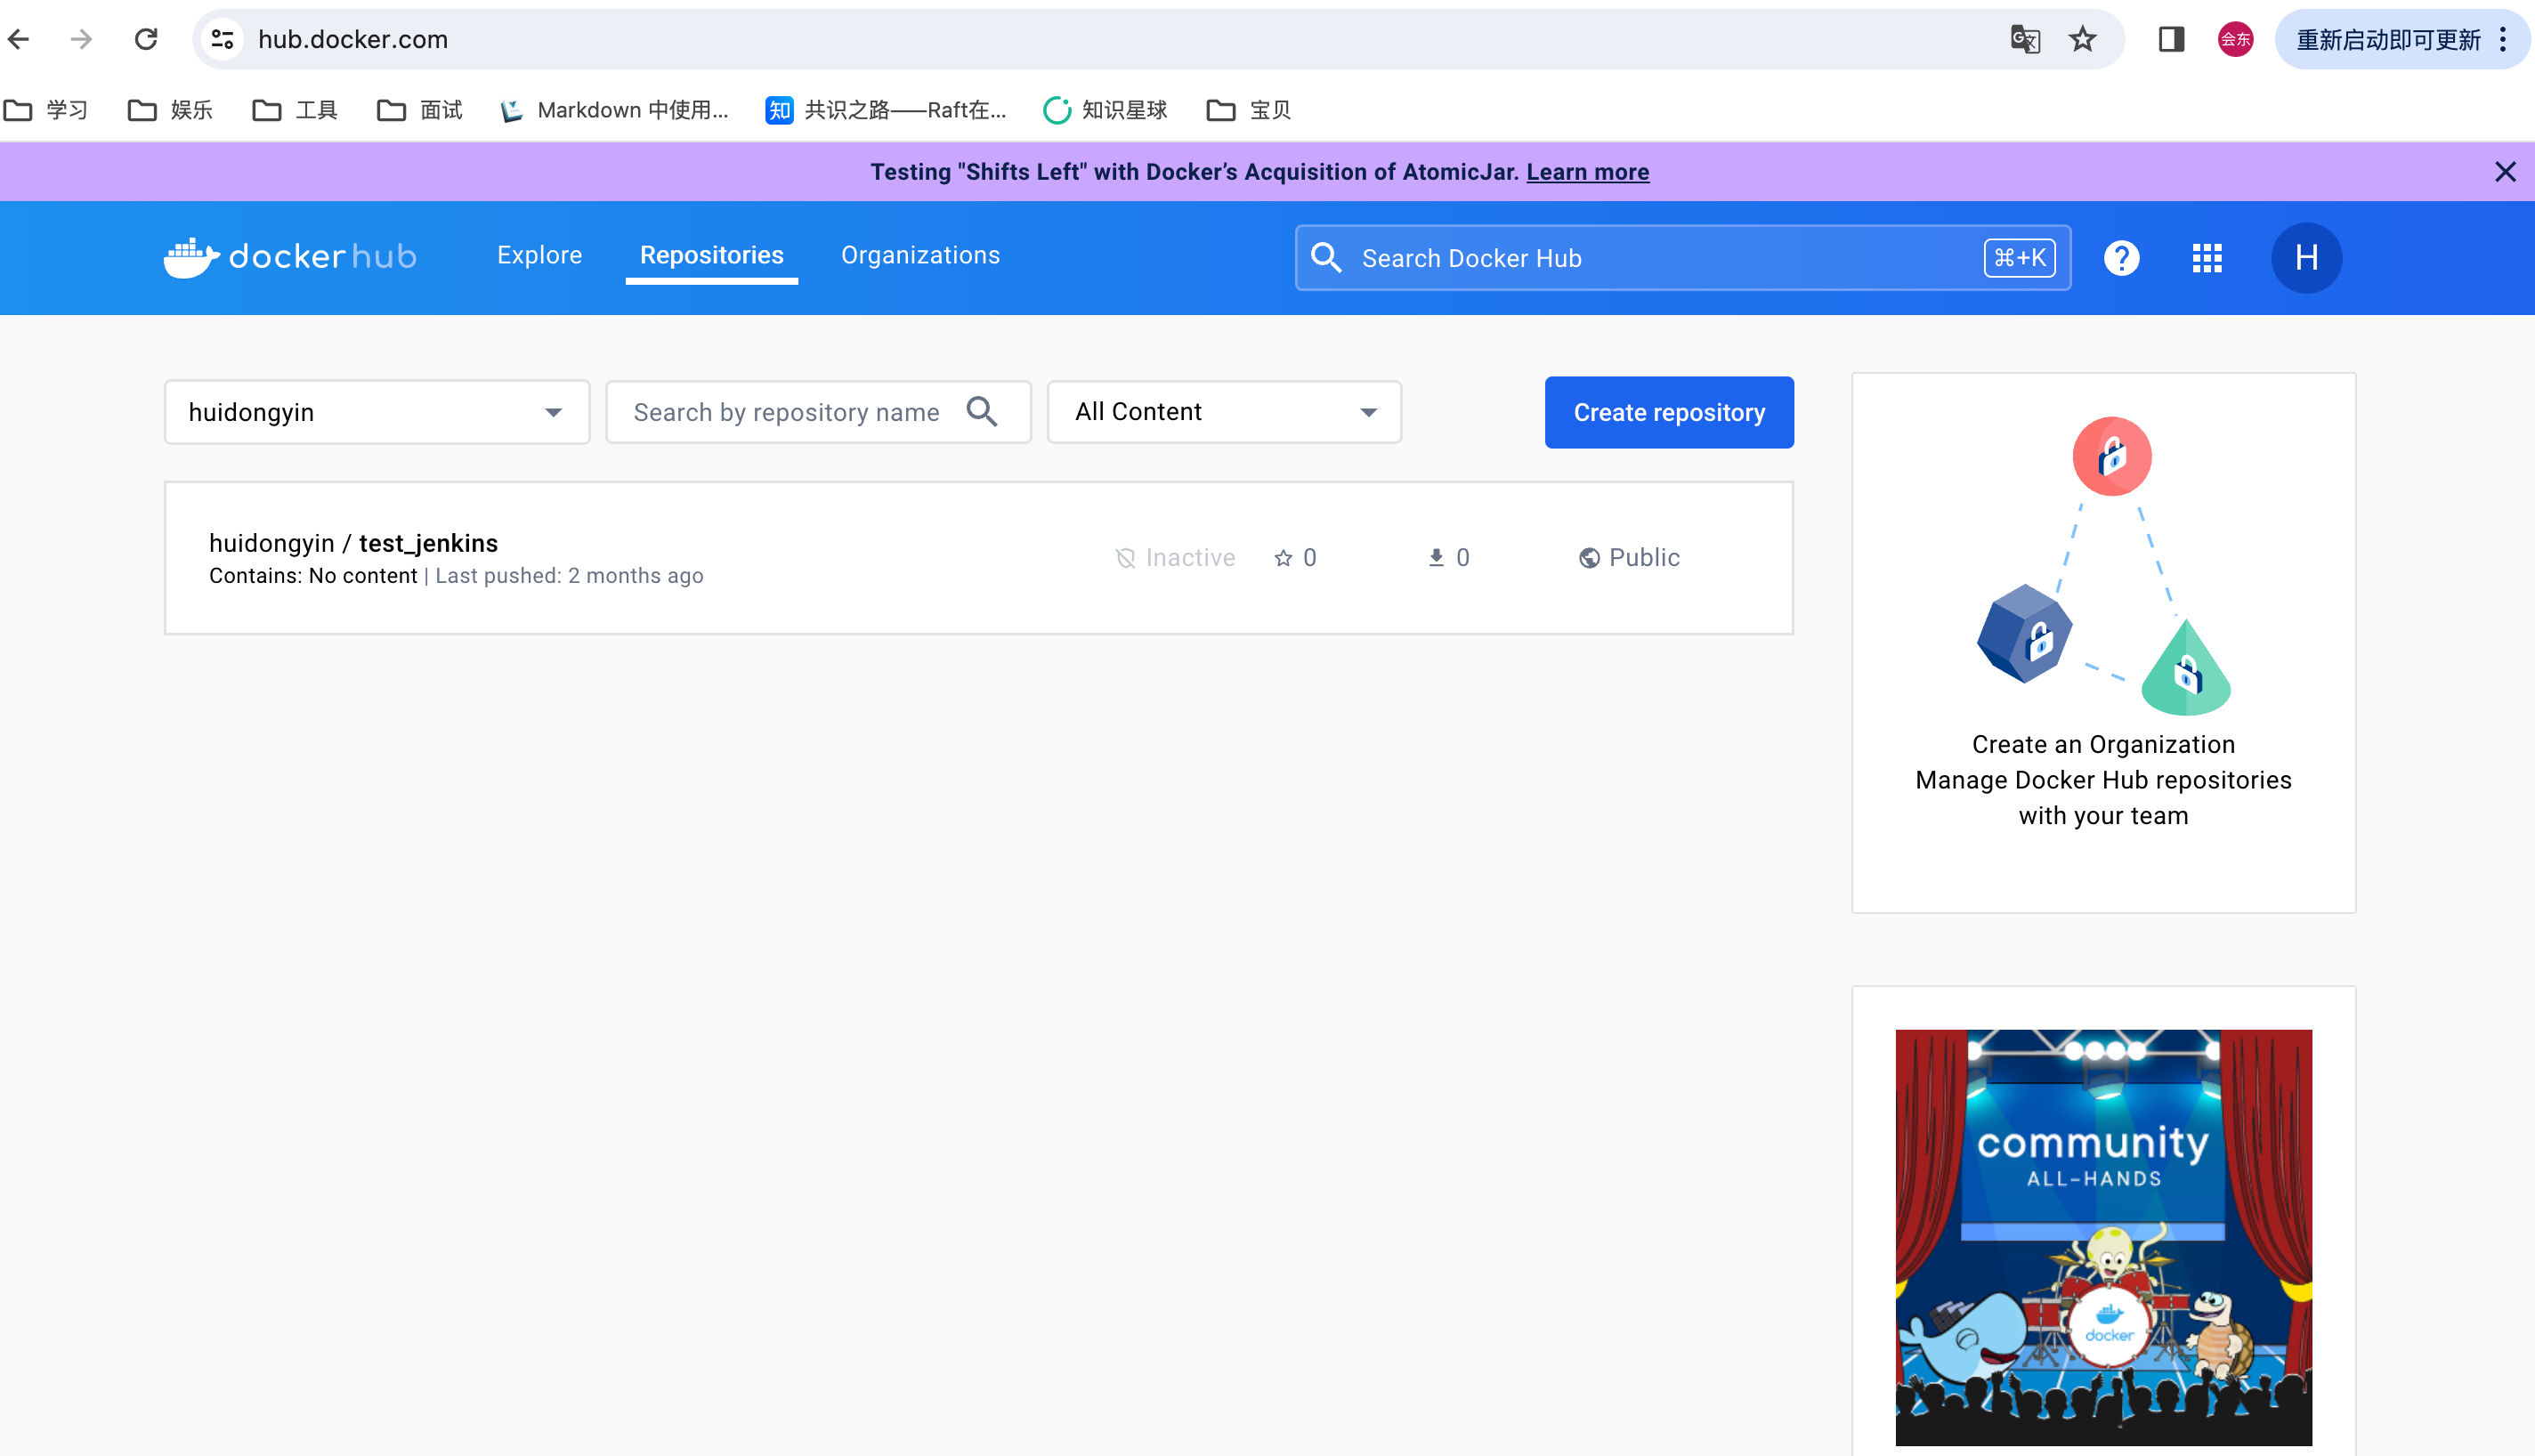 hub.docker.com
会东
重新启动即可更新
学习
娱乐
工具
面试
Markdown 中使用...
知 共识之路——Raft在...
知识星球
宝贝
Testing "Shifts Left" with Docker’s Acquisition of AtomicJar. Learn more
dockerhub
Explore
Repositories
Organizations
Search Docker Hub
⌘+K
H
huidongyin
Search by repository name
All Content
Create repository
huidongyin / test_jenkins
Contains: No content | Last pushed: 2 months ago
Inactive
0
0
Public
Create an Organization
Manage Docker Hub repositories
with your team
community
ALL-HANDS
docker